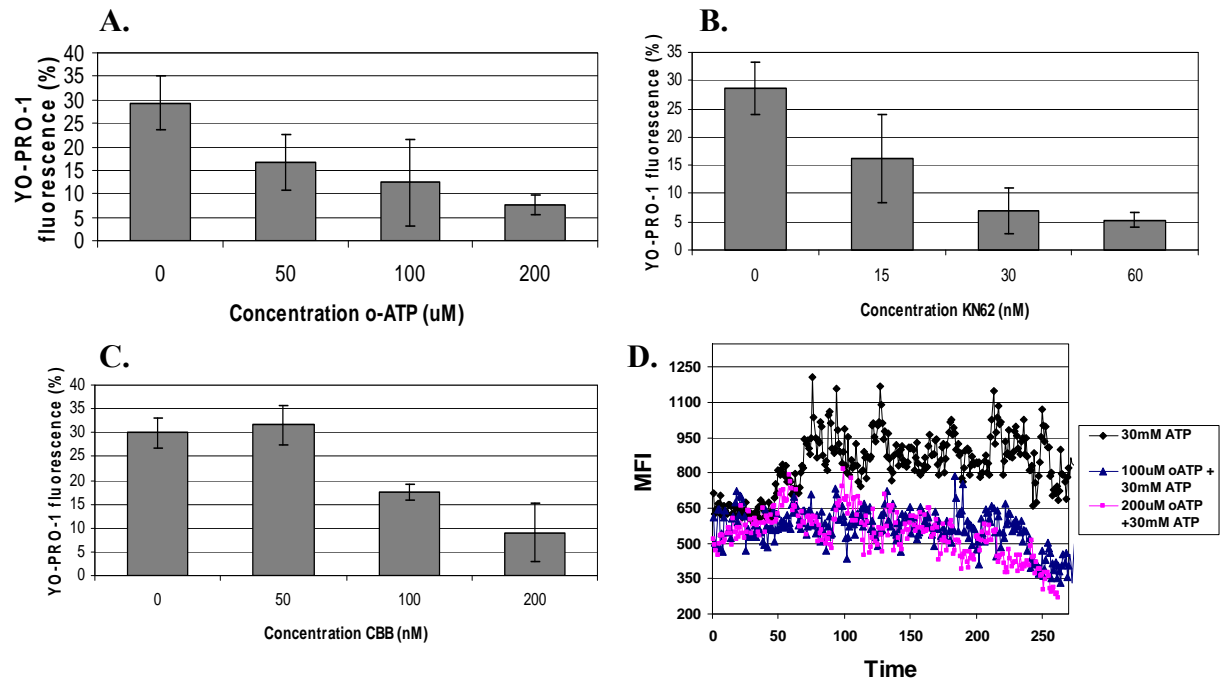 A.
YO-PRO-1
fluorescence (%)
40
35
30
25
20
15
10
5
0
0 50 100 200
Concentration o-ATP (uM)
B.
YO-PRO-1 fluorescence (%)
35
30
25
20
15
10
5
0
0 15 30 60
Concentration KN62 (nM)
C.
YO-PRO-1 fluorescence (%)
40
35
30
25
20
15
10
5
0
0 50 100 200
Concentration CBB (nM)
D.
MFI
1250
1100
950
800
650
500
350
200
0 50 100 150 200 250
Time
30mM ATP
100uM oATP +
30mM ATP
200uM oATP
+30mM ATP